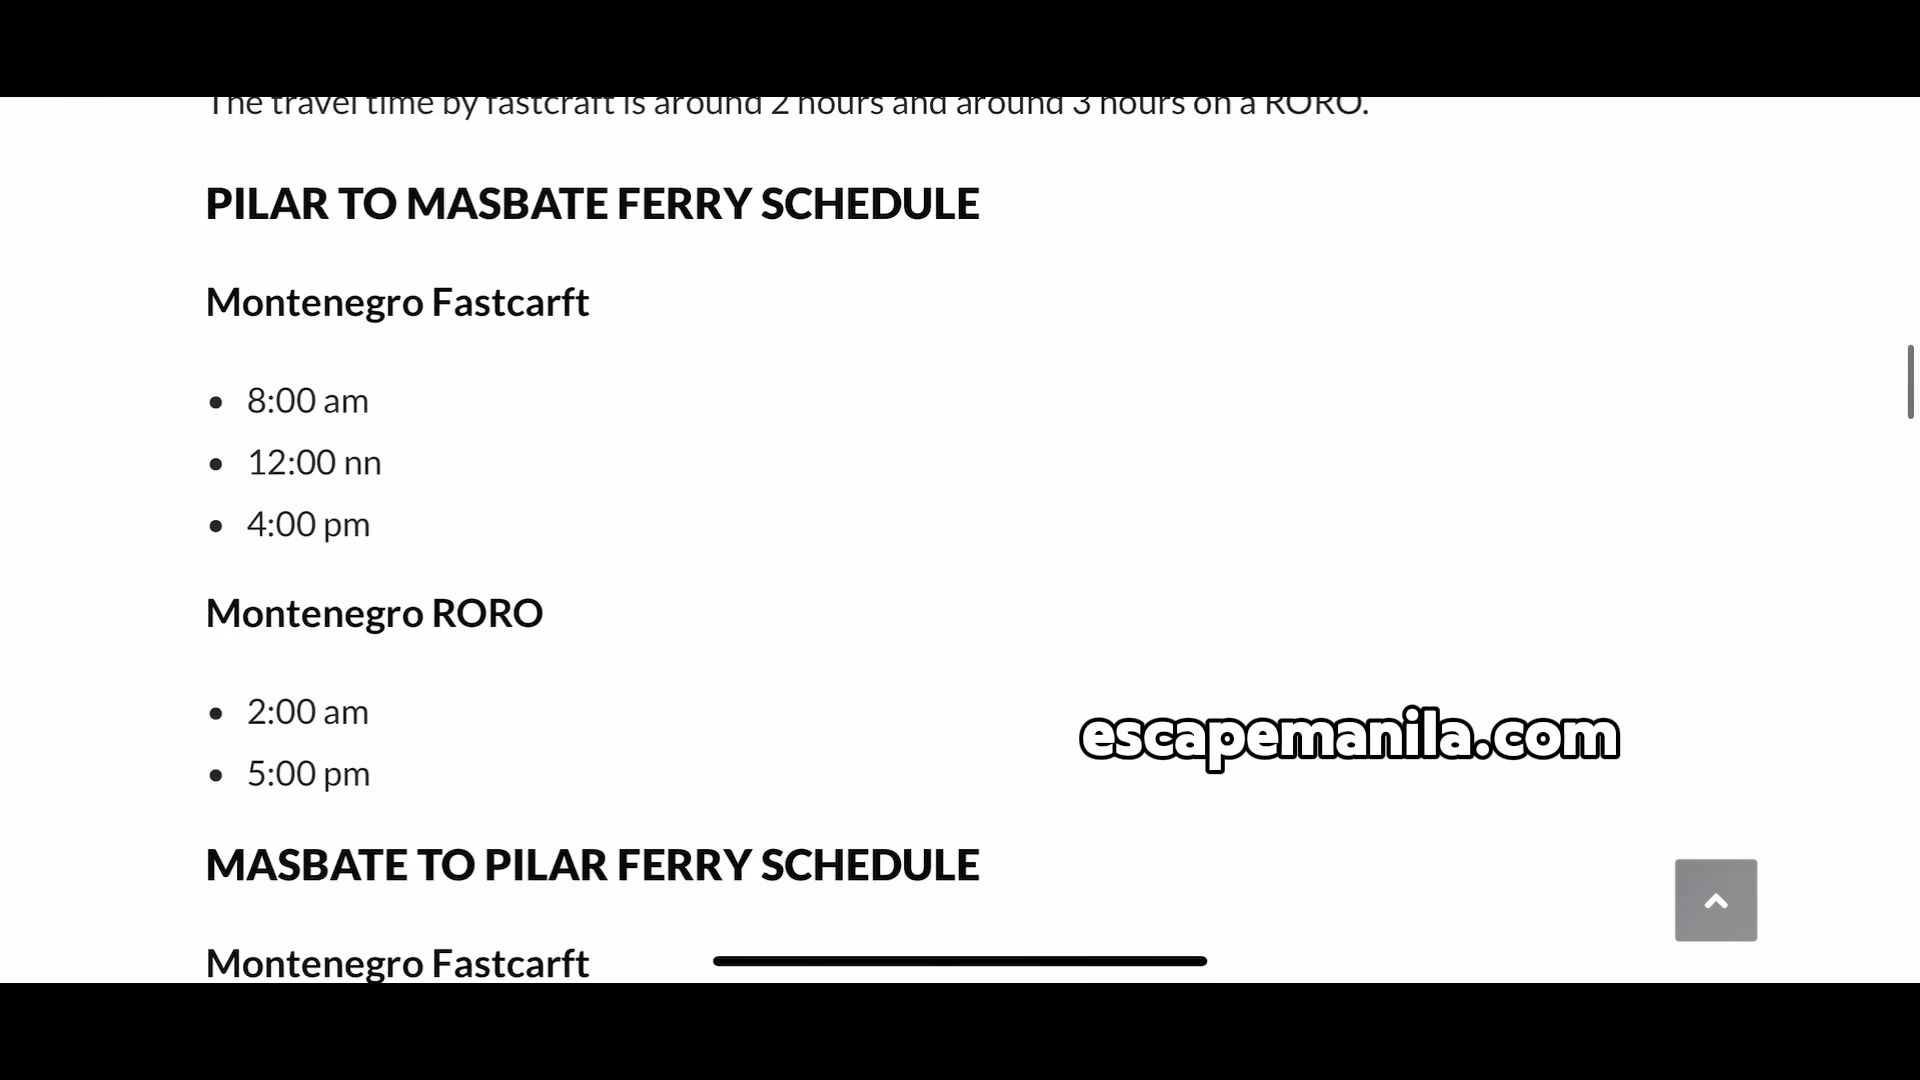 The travel time by fastcraft is around 2 hours and around 3 hours on a RORO.
PILAR TO MASBATE FERRY SCHEDULE
Montenegro Fastcarft
• 8:00 am
• 12:00 nn
• 4:00 pm
Montenegro RORO
• 2:00 am
• 5:00 pm
escapemanila.com
MASBATE TO PILAR FERRY SCHEDULE
Montenegro Fastcarft